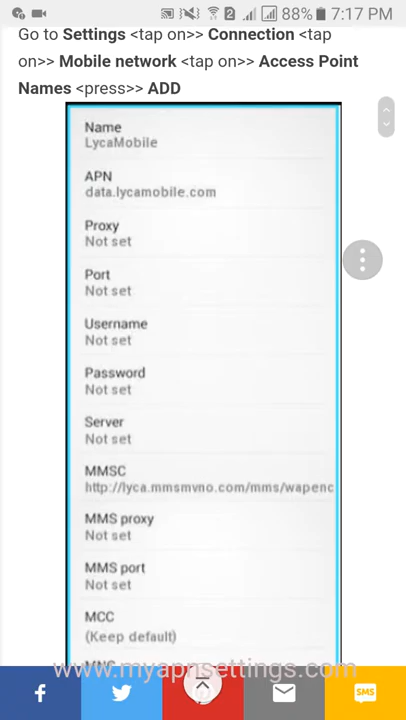 88% 7:17 PM
Go to Settings <tap on>> Connection <tap
on>> Mobile network <tap on>> Access Point
Names <press>> ADD
Name
LycaMobile
APN
data.lycamobile.com
Proxy
Not set
Port
Not set
Username
Not set
Password
Not set
Server
Not set
MMSC
http://lyca.mmsmvno.com/mms/wapenc
MMS proxy
Not set
MMS port
Not set
MCC
(Keep default)
MNC
www.myapnsettings.com
SMS